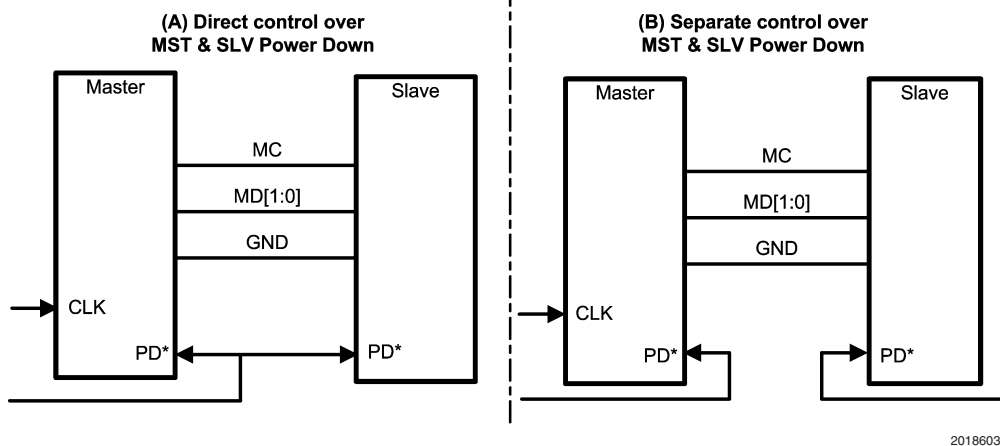 (A) Direct control over
MST & SLV Power Down
Master
Slave
MC
MD[1:0]
GND
CLK
PD*
PD*
(B) Separate control over
MST & SLV Power Down
Master
Slave
MC
MD[1:0]
GND
CLK
PD*
PD*
2018603